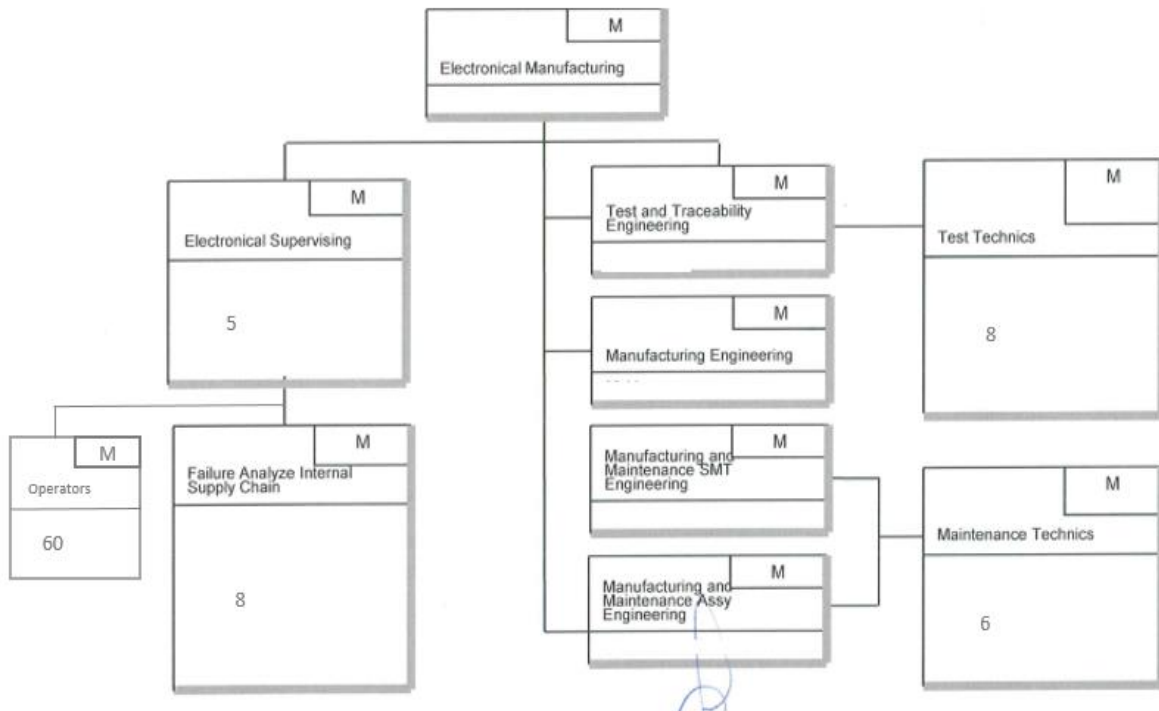 M
Electronical Manufacturing
M
Electronical Supervising
5
M
Operators
60
M
Failure Analyze Internal
Supply Chain
8
M
Test and Traceability
Engineering
M
Manufacturing Engineering
M
Manufacturing and
Maintenance SMT
Engineering
M
Manufacturing and
Maintenance Assy
Engineering
M
Test Technics
8
M
Maintenance Technics
6